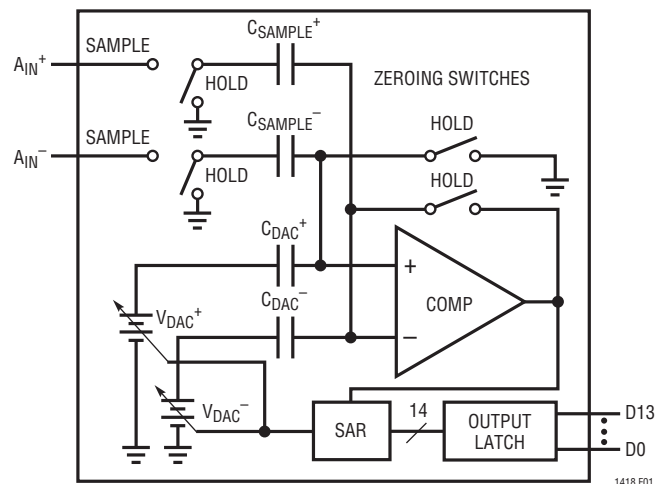 C_SAMPLE⁺
SAMPLE
A_IN⁺
HOLD
ZEROING SWITCHES
C_SAMPLE⁻
SAMPLE
A_IN⁻
HOLD
HOLD
HOLD
C_DAC⁺
+
COMP
C_DAC⁻
−
V_DAC⁺
V_DAC⁻
SAR
14
OUTPUT
LATCH
D13
D0
1418 F01